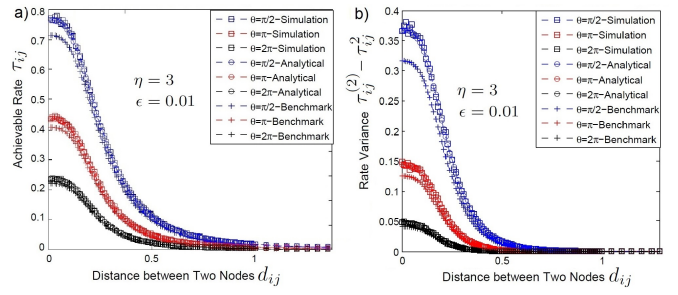 a)
0.8
0.7
0.6
0.5
0.4
0.3
0.2
0.1
0
0 0.5 1
Achievable Rate τij
Distance between Two Nodes dij
η = 3
ϵ = 0.01
θ=π/2−Simulation
θ=π−Simulation
θ=2π−Simulation
θ=π/2−Analytical
θ=π−Analytical
θ=2π−Analytical
θ=π/2−Benchmark
θ=π−Benchmark
θ=2π−Benchmark
b)
0.40
0.35
0.30
0.25
0.20
0.15
0.10
0.05
0
0 0.5 1
Rate Variance τij(2) − τij2
Distance between Two Nodes dij
η = 3
ϵ = 0.01
θ=π/2−Simulation
θ=π−Simulation
θ=2π−Simulation
θ=π/2−Analytical
θ=π−Analytical
θ=2π−Analytical
θ=π/2−Benchmark
θ=π−Benchmark
θ=2π−Benchmark